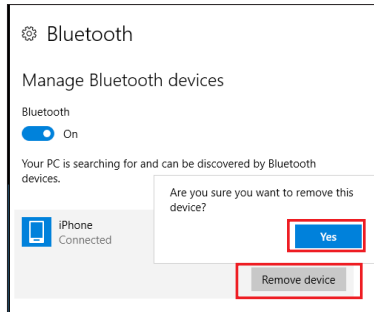 Bluetooth
Manage Bluetooth devices
Bluetooth
On
Your PC is searching for and can be discovered by Bluetooth
devices.
Are you sure you want to remove this
device?
Yes
iPhone
Connected
Remove device